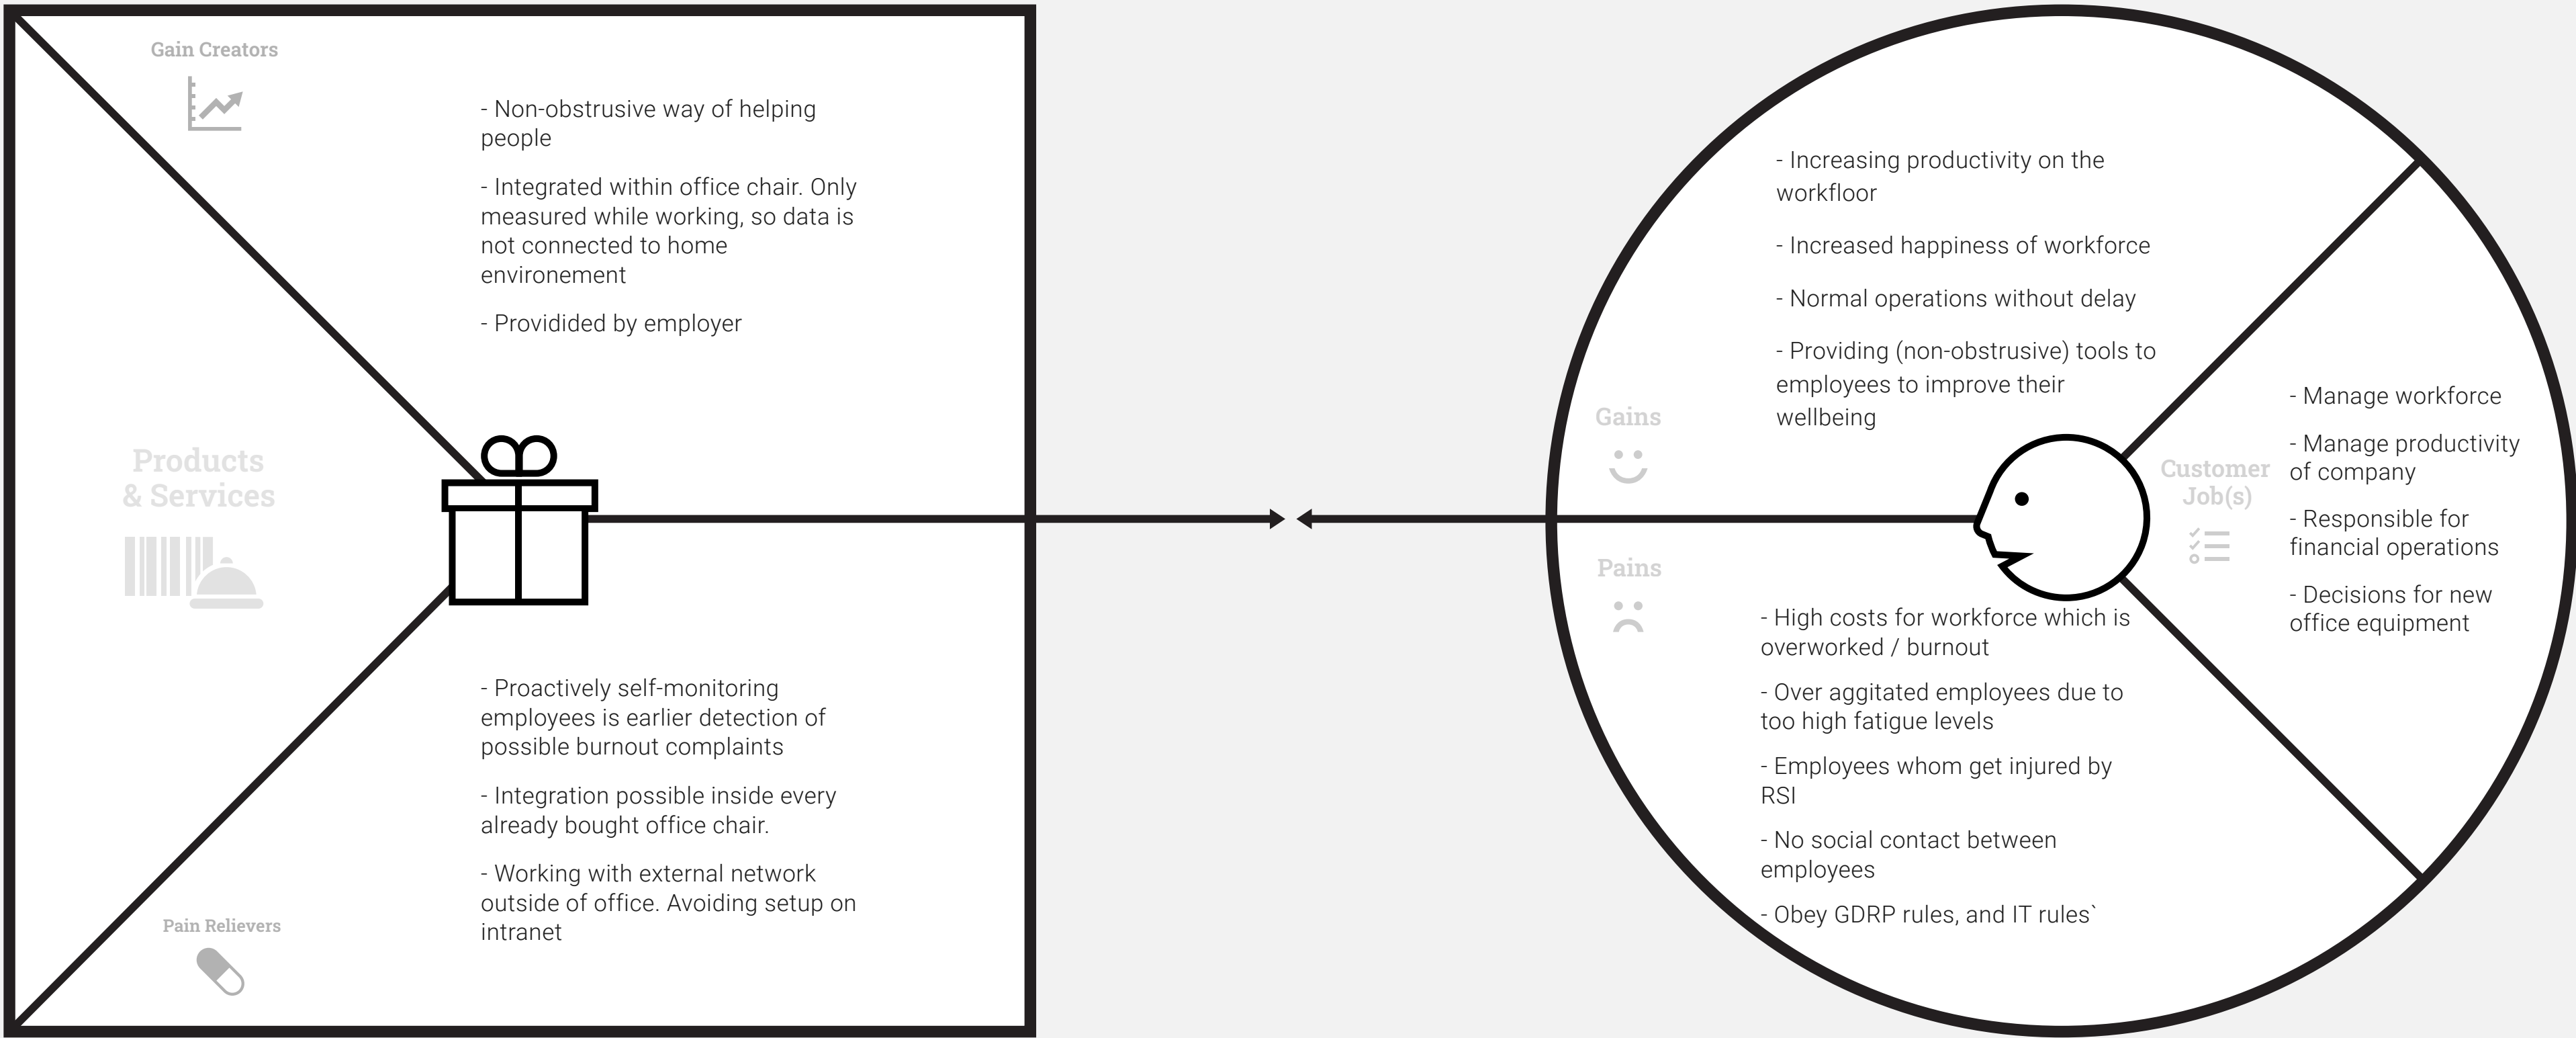 Gain Creators
- Non-obstrusive way of helping
people
- Integrated within office chair. Only
measured while working, so data is
not connected to home
environement
- Providided by employer
Products
& Services
- Proactively self-monitoring
employees is earlier detection of
possible burnout complaints
- Integration possible inside every
already bought office chair.
- Working with external network
outside of office. Avoiding setup on
intranet
Pain Relievers
- Increasing productivity on the
workfloor
- Increased happiness of workforce
- Normal operations without delay
- Providing (non-obstrusive) tools to
employees to improve their
wellbeing
Gains
Pains
- High costs for workforce which is
overworked / burnout
- Over aggitated employees due to
too high fatigue levels
- Employees whom get injured by
RSI
- No social contact between
employees
- Obey GDRP rules, and IT rules`
Customer
Job(s)
- Manage workforce
- Manage productivity
of company
- Responsible for
financial operations
- Decisions for new
office equipment